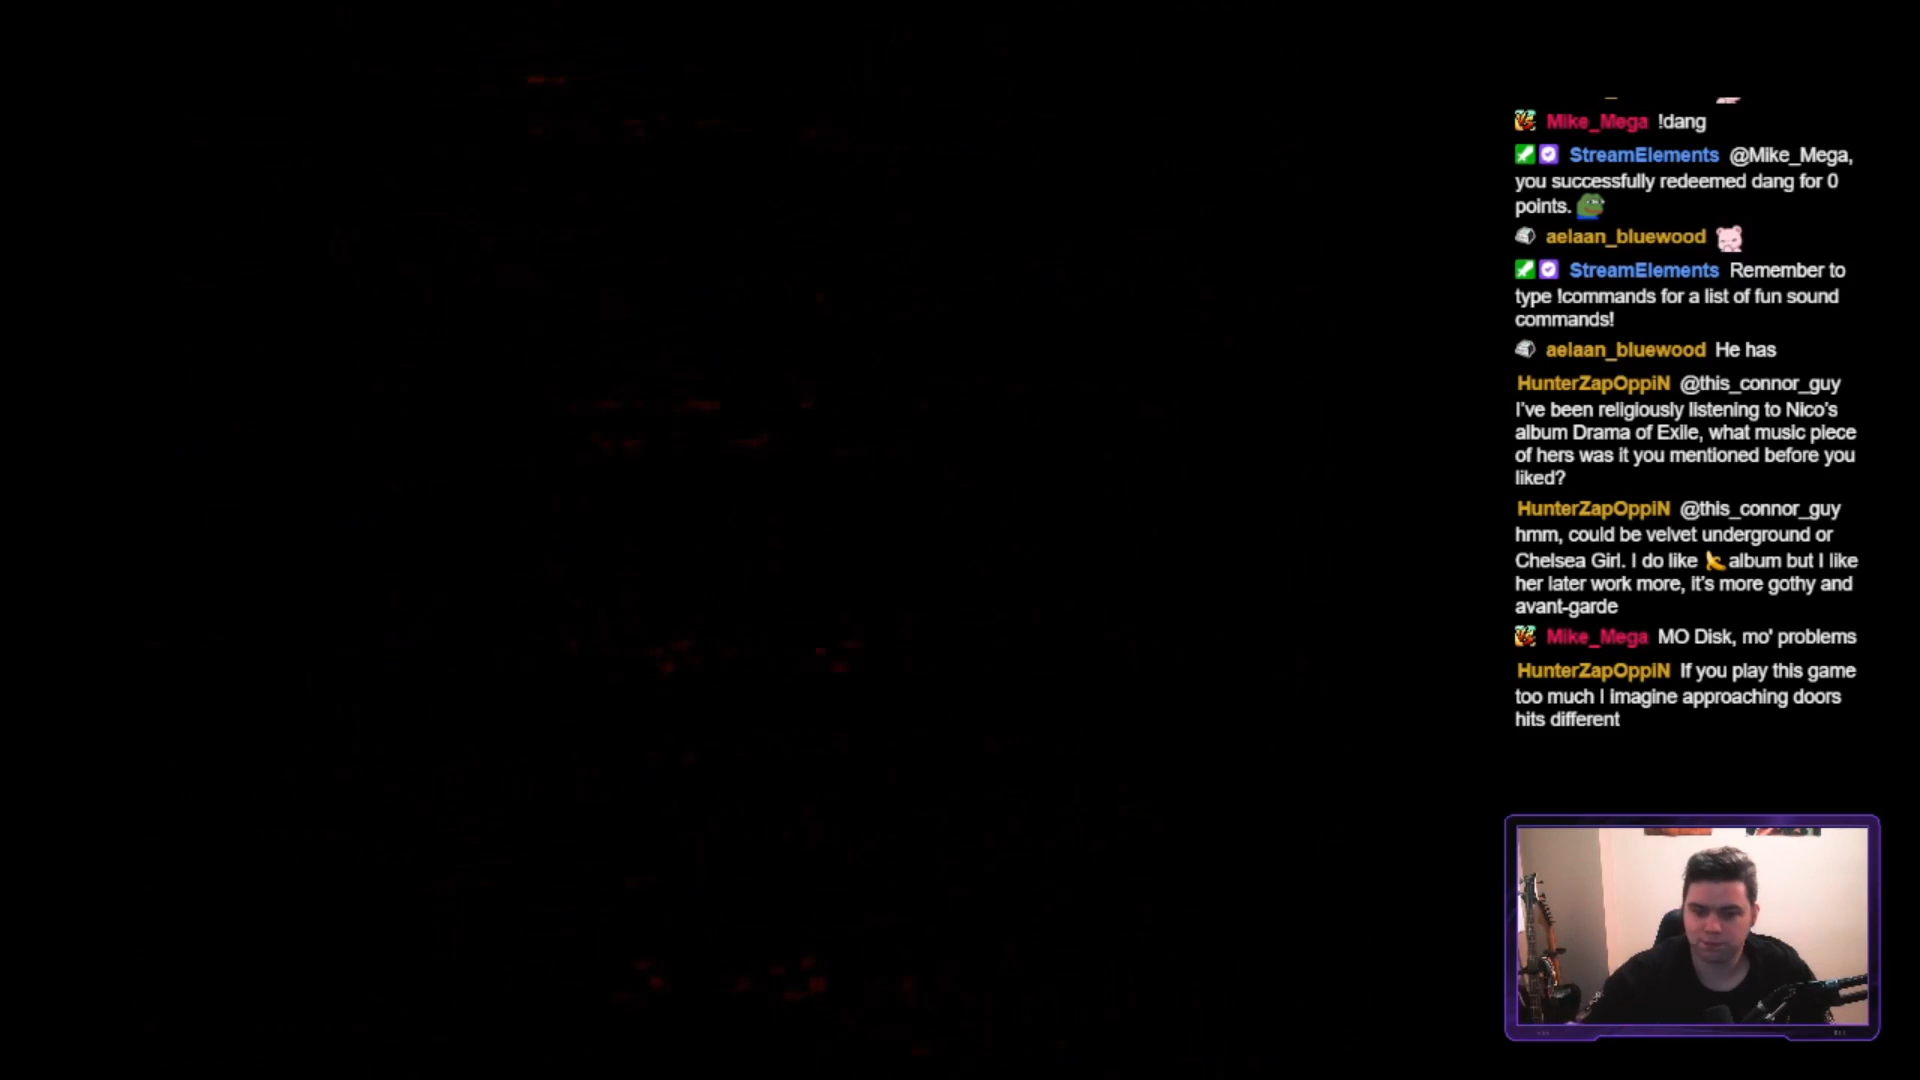 Mike_Mega !dang
StreamElements @Mike_Mega,
you successfully redeemed dang for 0
points.
aelaan_bluewood
StreamElements Remember to
type !commands for a list of fun sound
commands!
aelaan_bluewood He has
HunterZapOppiN @this_connor_guy
I've been religiously listening to Nico's
album Drama of Exile, what music piece
of hers was it you mentioned before you
liked?
HunterZapOppiN @this_connor_guy
hmm, could be velvet underground or
Chelsea Girl. I do like 🍌 album but I like
her later work more, it's more gothy and
avant-garde
Mike_Mega MO Disk, mo' problems
HunterZapOppiN If you play this game
too much I imagine approaching doors
hits different